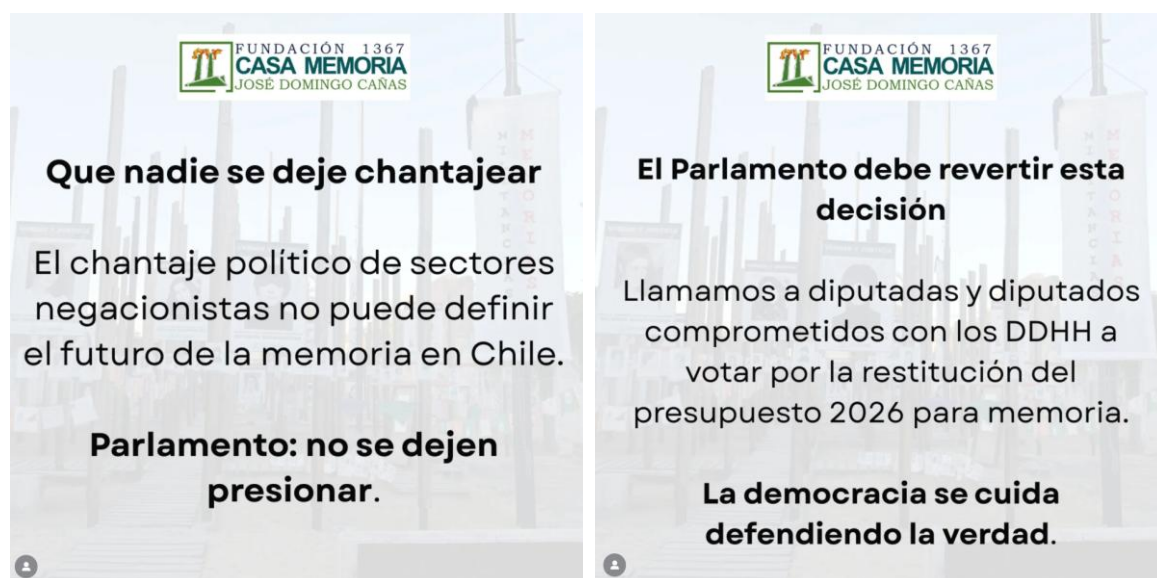 FUNDACIÓN 1367
CASA MEMORIA
JOSÉ DOMINGO CAÑAS
Que nadie se deje chantajear
El chantaje político de sectores
negacionistas no puede definir
el futuro de la memoria en Chile.
Parlamento: no se dejen
presionar.
FUNDACIÓN 1367
CASA MEMORIA
JOSÉ DOMINGO CAÑAS
El Parlamento debe revertir esta
decisión
Llamamos a diputadas y diputados
comprometidos con los DDHH a
votar por la restitución del
presupuesto 2026 para memoria.
La democracia se cuida
defendiendo la verdad.